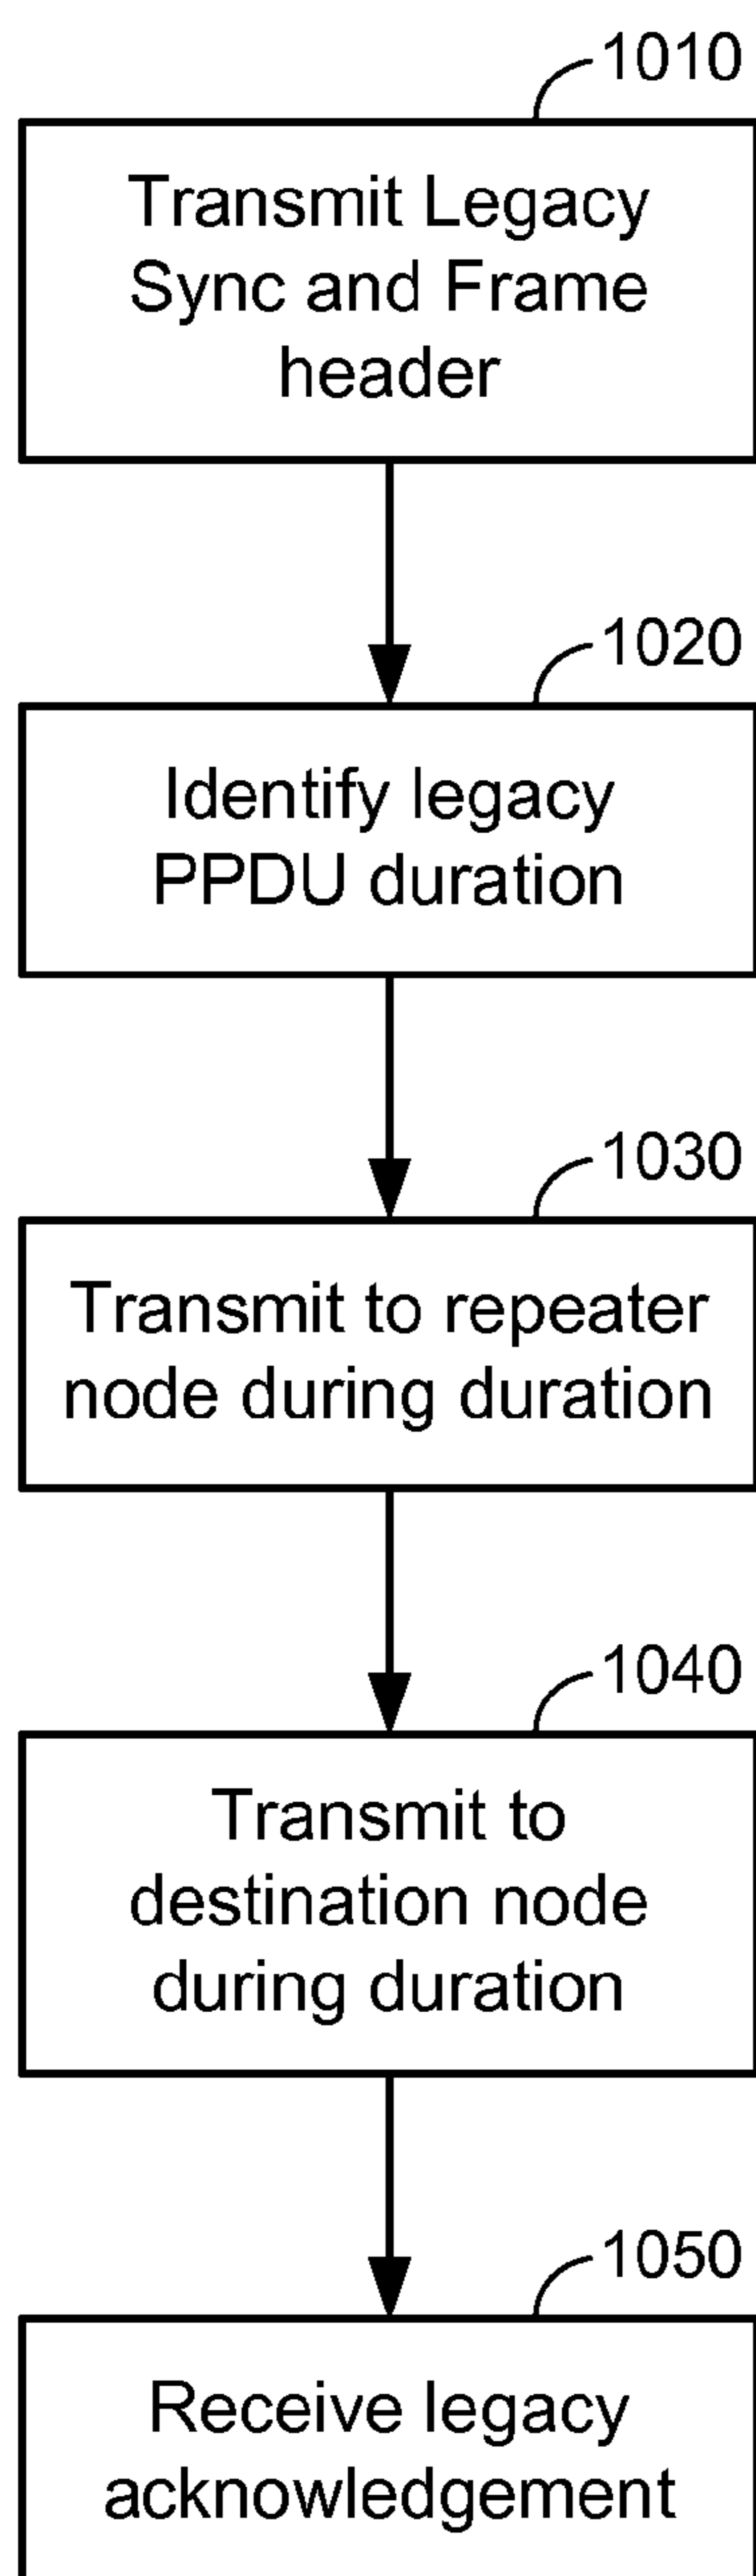 1010
Transmit Legacy
Sync and Frame
header
1020
Identify legacy
PPDU duration
1030
Transmit to repeater
node during duration
1040
Transmit to
destination node
during duration
1050
Receive legacy
acknowledgement